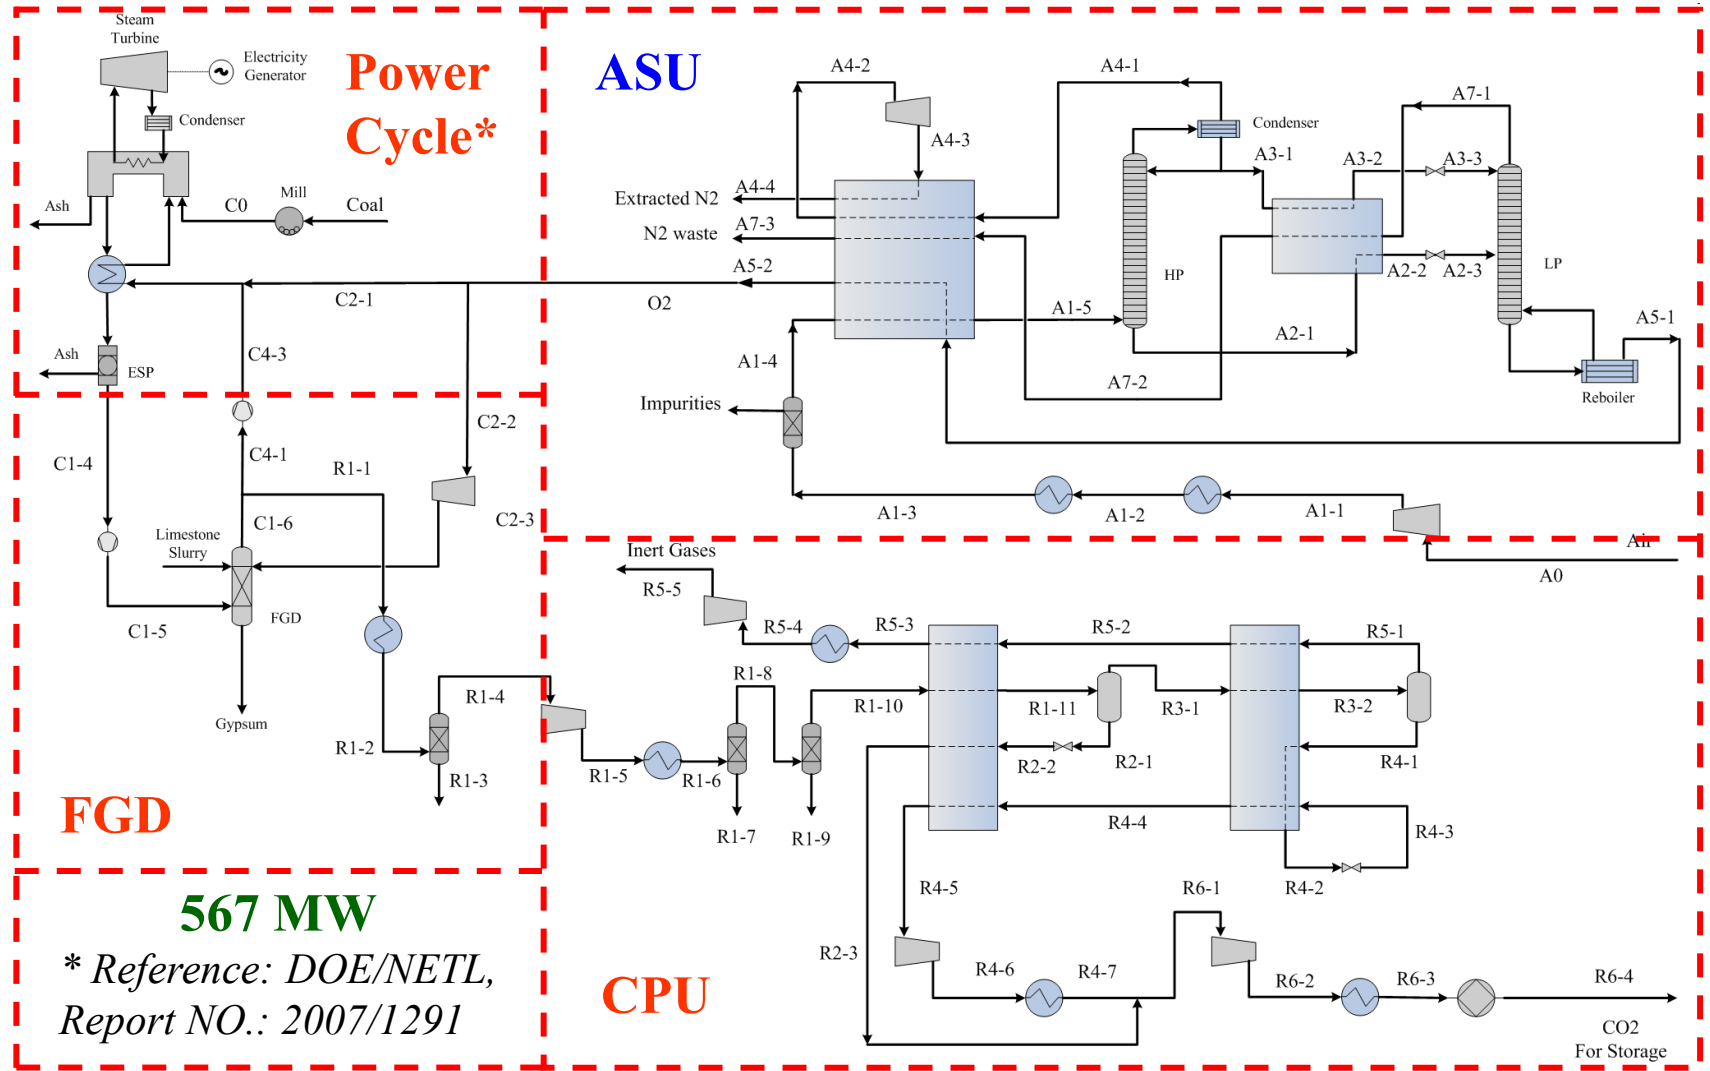 Steam
Turbine
Electricity
Generator
Condenser
Power
Cycle*
Ash
C0
Mill
Coal
C2-1
Ash
ESP
C4-3
ASU
A4-2
A4-3
A4-1
Condenser
A3-1
A3-2
A3-3
A7-1
Extracted N2
A4-4
N2 waste
A7-3
A5-2
O2
HP
A2-2
A2-3
LP
A1-5
A2-1
A5-1
A1-4
A7-2
Reboiler
Impurities
A1-3
A1-2
A1-1
Air
A0
C2-2
C4-1
C1-4
R1-1
C1-6
C2-3
Limestone
Slurry
C1-5
FGD
Gypsum
R1-4
R1-2
R1-3
FGD
Inert Gases
R5-5
R5-4
R5-3
R5-2
R5-1
R1-8
R1-10
R1-11
R3-1
R3-2
R1-5
R1-6
R2-2
R2-1
R4-1
R1-7
R1-9
R4-4
R4-3
R4-5
R4-2
R6-1
R2-3
R4-6
R4-7
R6-2
R6-3
R6-4
CPU
CO2
For Storage
567 MW
* Reference: DOE/NETL,
Report NO.: 2007/1291